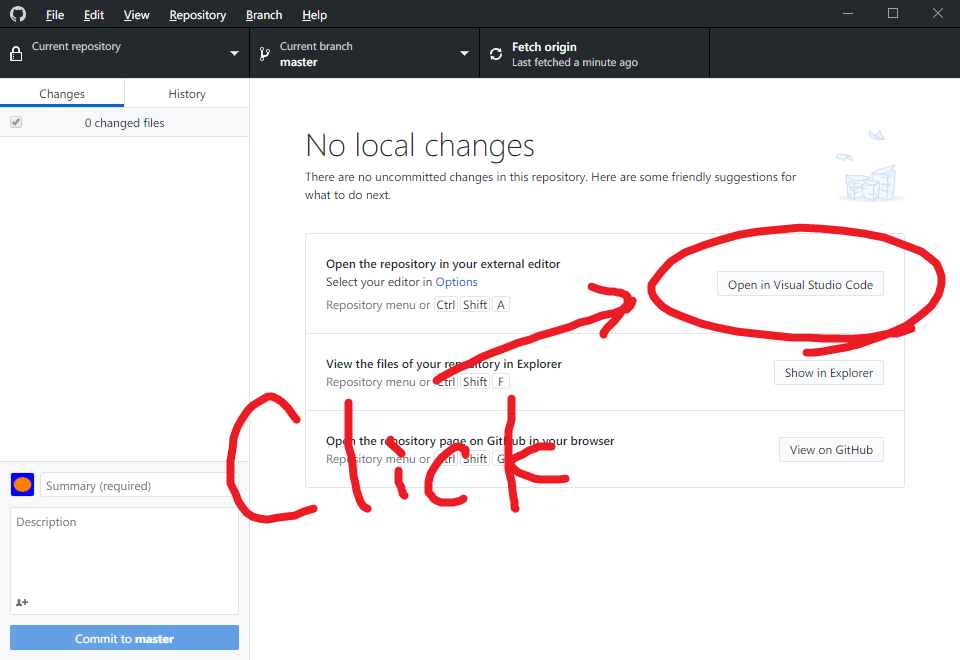 File Edit View Repository Branch Help
Current repository
Current branch
master
Fetch origin
Last fetched a minute ago
Changes History
0 changed files
No local changes
There are no uncommitted changes in this repository. Here are some friendly suggestions for
what to do next.
Open the repository in your external editor
Select your editor in Options
Repository menu or Ctrl Shift A
Open in Visual Studio Code
View the files of your repository in Explorer
Repository menu or Ctrl Shift F
Show in Explorer
Open the repository page on GitHub in your browser
Repository menu or Ctrl Shift G
View on GitHub
Click
Summary (required)
Description
Commit to master